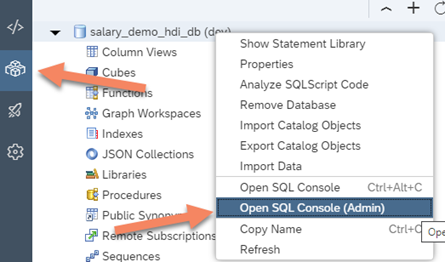 salary_demo_hdi_db (dev)
Column Views
Cubes
Functions
Graph Workspaces
Indexes
JSON Collections
Libraries
Procedures
Public Synonyms
Remote Subscriptions
Sequences
Show Statement Library
Properties
Analyze SQLScript Code
Remove Database
Import Catalog Objects
Export Catalog Objects
Import Data
Open SQL Console Ctrl+Alt+C
Open SQL Console (Admin)
Copy Name Ctrl+C
Ope
Refresh